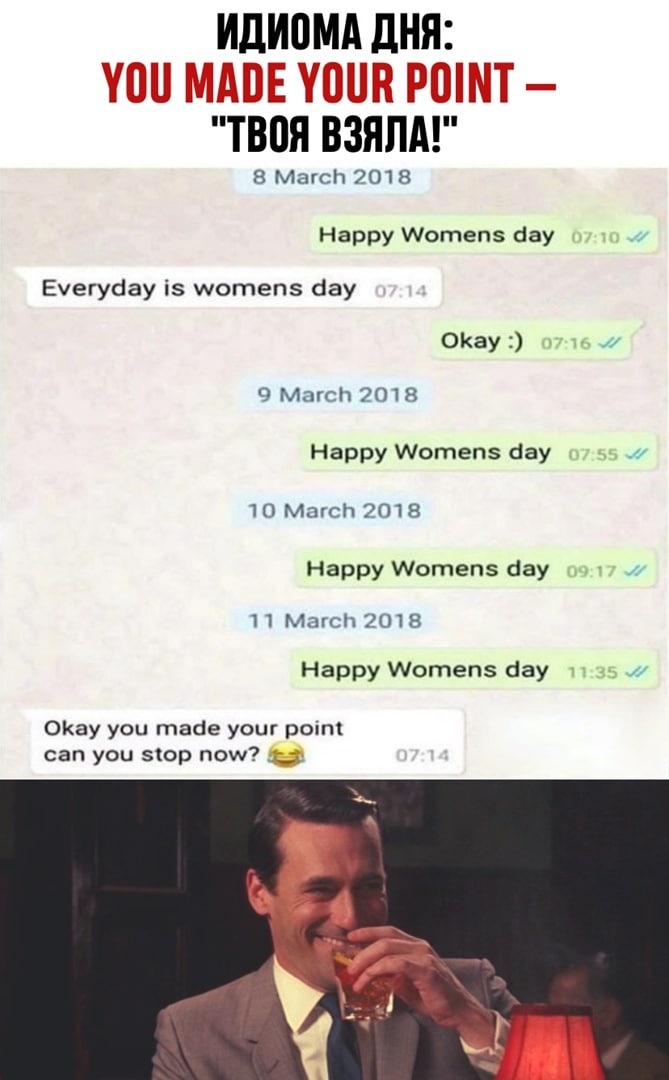 ИДИОМА ДНЯ:
YOU MADE YOUR POINT –
"ТВОЯ ВЗЯЛА!"
8 March 2018
Happy Womens day 07:10
Everyday is womens day 07:14
Okay :) 07:16
9 March 2018
Happy Womens day 07:55
10 March 2018
Happy Womens day 09:17
11 March 2018
Happy Womens day 11:35
Okay you made your point
can you stop now? 😂 07:14